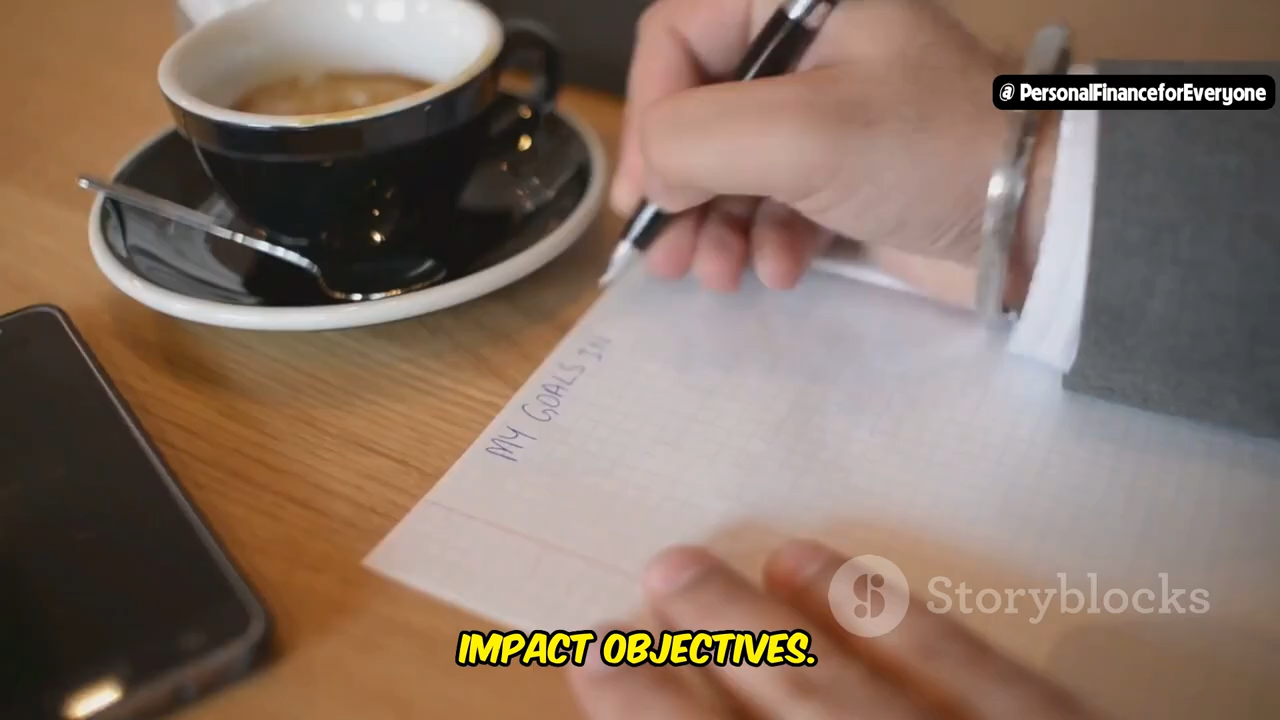 @ PersonalFinanceforEveryone
MY GOALS IN
Storyblocks
IMPACT OBJECTIVES.